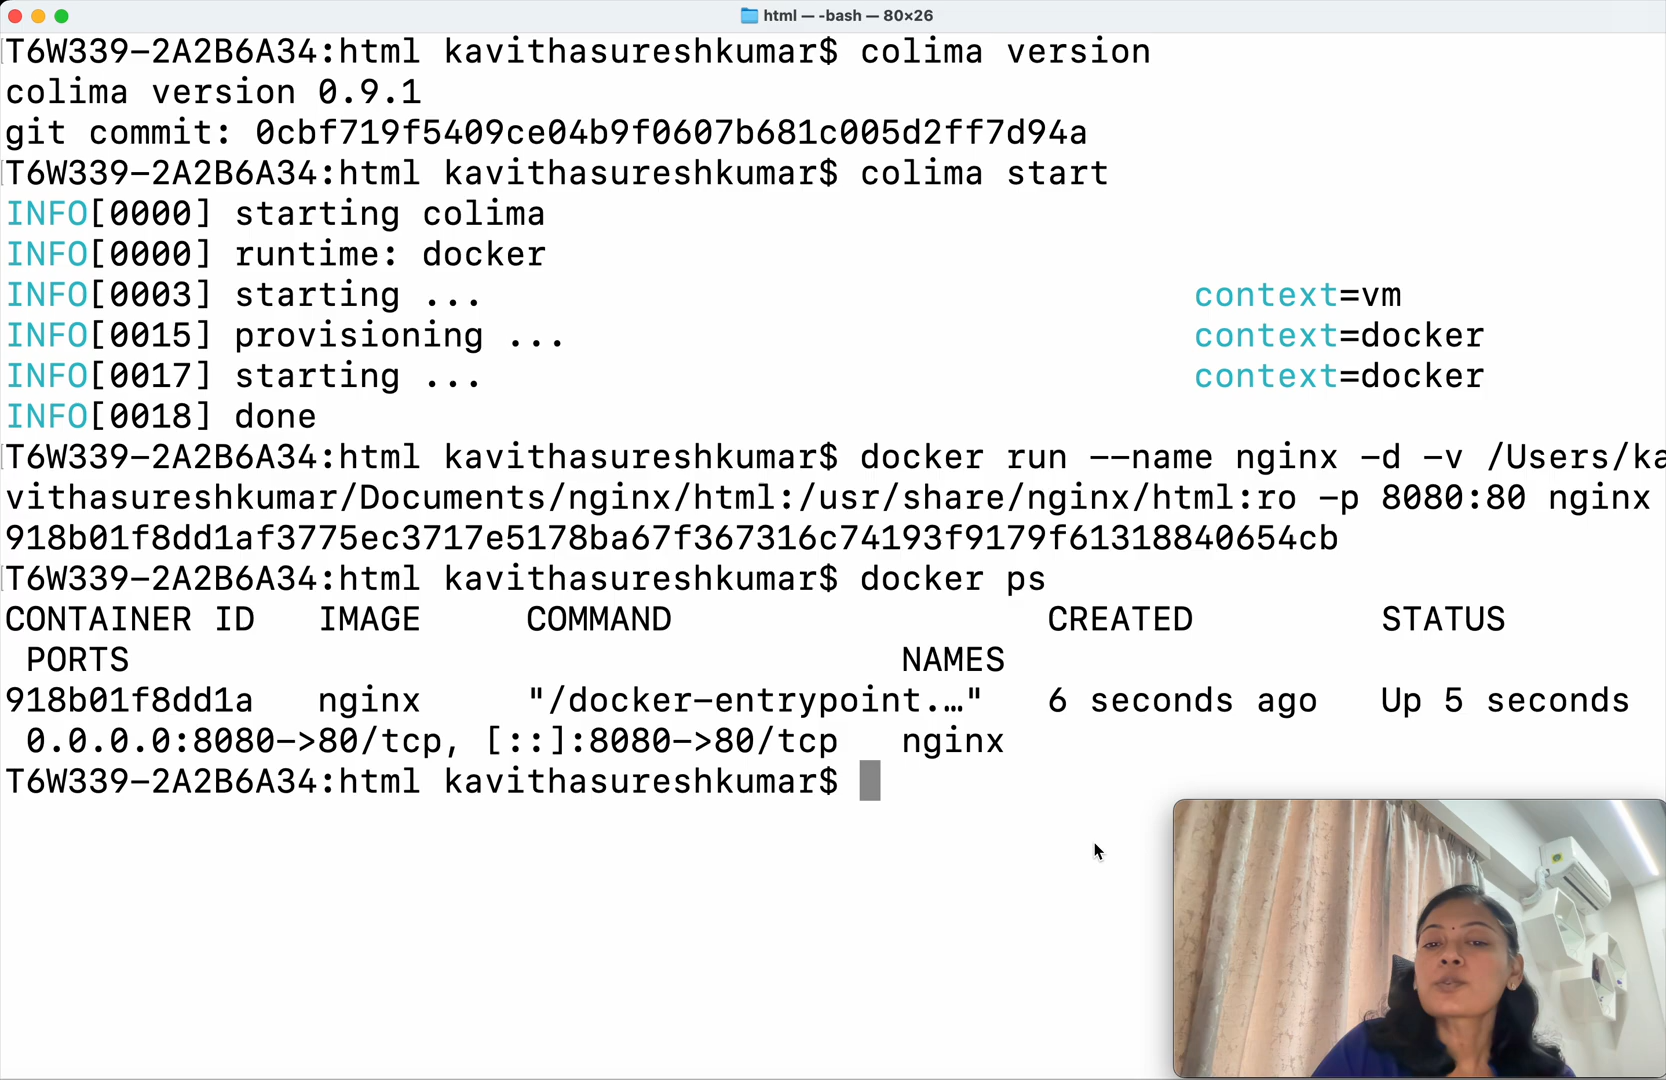 html — -bash — 80×26
T6W339-2A2B6A34:html kavithasureshkumar$ colima version
colima version 0.9.1
git commit: 0cbf719f5409ce04b9f0607b681c005d2ff7d94a
T6W339-2A2B6A34:html kavithasureshkumar$ colima start
INFO[0000] starting colima
INFO[0000] runtime: docker
INFO[0003] starting ... context=vm
INFO[0015] provisioning ... context=docker
INFO[0017] starting ... context=docker
INFO[0018] done
T6W339-2A2B6A34:html kavithasureshkumar$ docker run --name nginx -d -v /Users/ka
vithasureshkumar/Documents/nginx/html:/usr/share/nginx/html:ro -p 8080:80 nginx
918b01f8dd1af3775ec3717e5178ba67f367316c74193f9179f61318840654cb
T6W339-2A2B6A34:html kavithasureshkumar$ docker ps
CONTAINER ID IMAGE COMMAND CREATED STATUS
PORTS NAMES
918b01f8dd1a nginx "/docker-entrypoint.…" 6 seconds ago Up 5 seconds
0.0.0.0:8080->80/tcp, [::]:8080->80/tcp nginx
T6W339-2A2B6A34:html kavithasureshkumar$